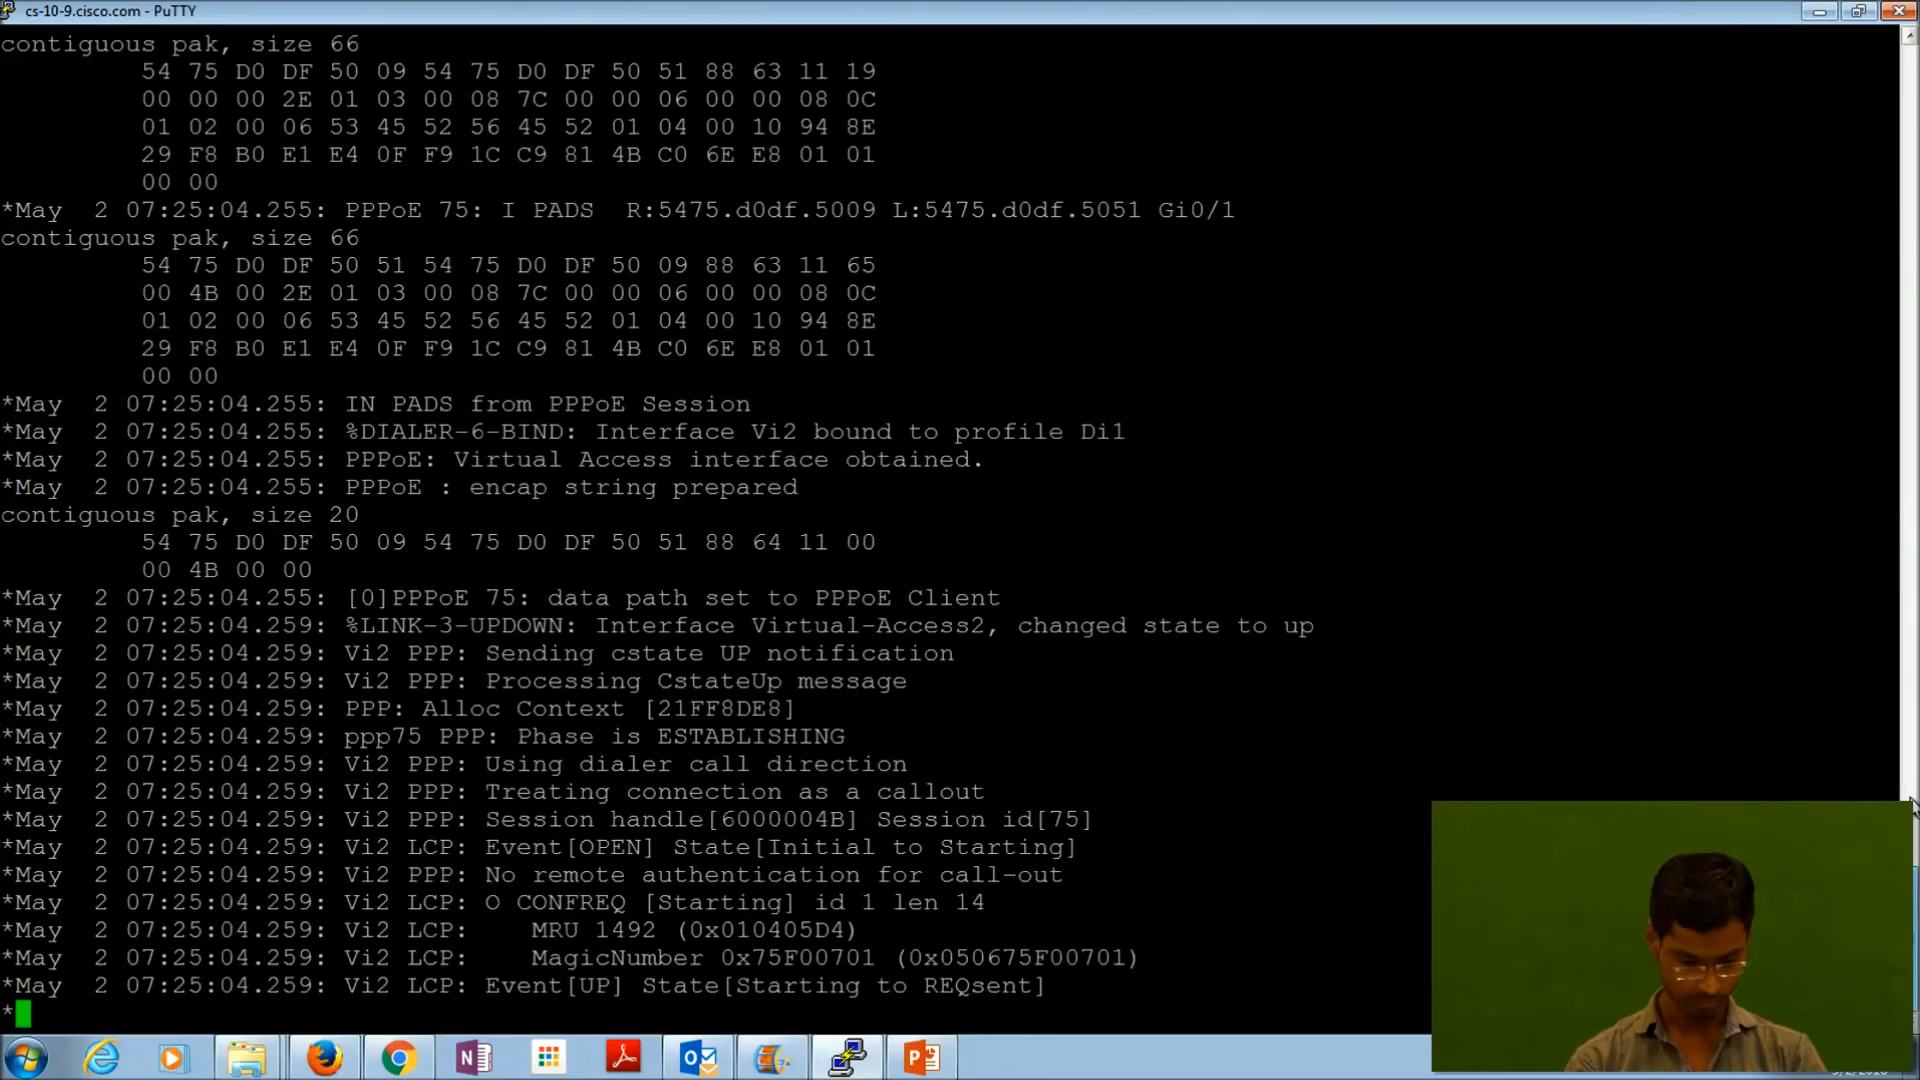 cs-10-9.cisco.com - PuTTY
contiguous pak, size 66
54 75 D0 DF 50 09 54 75 D0 DF 50 51 88 63 11 19
00 00 00 2E 01 03 00 08 7C 00 00 06 00 00 08 0C
01 02 00 06 53 45 52 56 45 52 01 04 00 10 94 8E
29 F8 B0 E1 E4 0F F9 1C C9 81 4B C0 6E E8 01 01
00 00
*May  2 07:25:04.255: PPPoE 75: I PADS  R:5475.d0df.5009 L:5475.d0df.5051 Gi0/1
contiguous pak, size 66
54 75 D0 DF 50 51 54 75 D0 DF 50 09 88 63 11 65
00 4B 00 2E 01 03 00 08 7C 00 00 06 00 00 08 0C
01 02 00 06 53 45 52 56 45 52 01 04 00 10 94 8E
29 F8 B0 E1 E4 0F F9 1C C9 81 4B C0 6E E8 01 01
00 00
*May  2 07:25:04.255: IN PADS from PPPoE Session
*May  2 07:25:04.255: %DIALER-6-BIND: Interface Vi2 bound to profile Di1
*May  2 07:25:04.255: PPPoE: Virtual Access interface obtained.
*May  2 07:25:04.255: PPPoE : encap string prepared
contiguous pak, size 20
54 75 D0 DF 50 09 54 75 D0 DF 50 51 88 64 11 00
00 4B 00 00
*May  2 07:25:04.255: [0]PPPoE 75: data path set to PPPoE Client
*May  2 07:25:04.259: %LINK-3-UPDOWN: Interface Virtual-Access2, changed state to up
*May  2 07:25:04.259: Vi2 PPP: Sending cstate UP notification
*May  2 07:25:04.259: Vi2 PPP: Processing CstateUp message
*May  2 07:25:04.259: PPP: Alloc Context [21FF8DE8]
*May  2 07:25:04.259: ppp75 PPP: Phase is ESTABLISHING
*May  2 07:25:04.259: Vi2 PPP: Using dialer call direction
*May  2 07:25:04.259: Vi2 PPP: Treating connection as a callout
*May  2 07:25:04.259: Vi2 PPP: Session handle[6000004B] Session id[75]
*May  2 07:25:04.259: Vi2 LCP: Event[OPEN] State[Initial to Starting]
*May  2 07:25:04.259: Vi2 PPP: No remote authentication for call-out
*May  2 07:25:04.259: Vi2 LCP: O CONFREQ [Starting] id 1 len 14
*May  2 07:25:04.259: Vi2 LCP:    MRU 1492 (0x010405D4)
*May  2 07:25:04.259: Vi2 LCP:    MagicNumber 0x75F00701 (0x050675F00701)
*May  2 07:25:04.259: Vi2 LCP: Event[UP] State[Starting to REQsent]
*